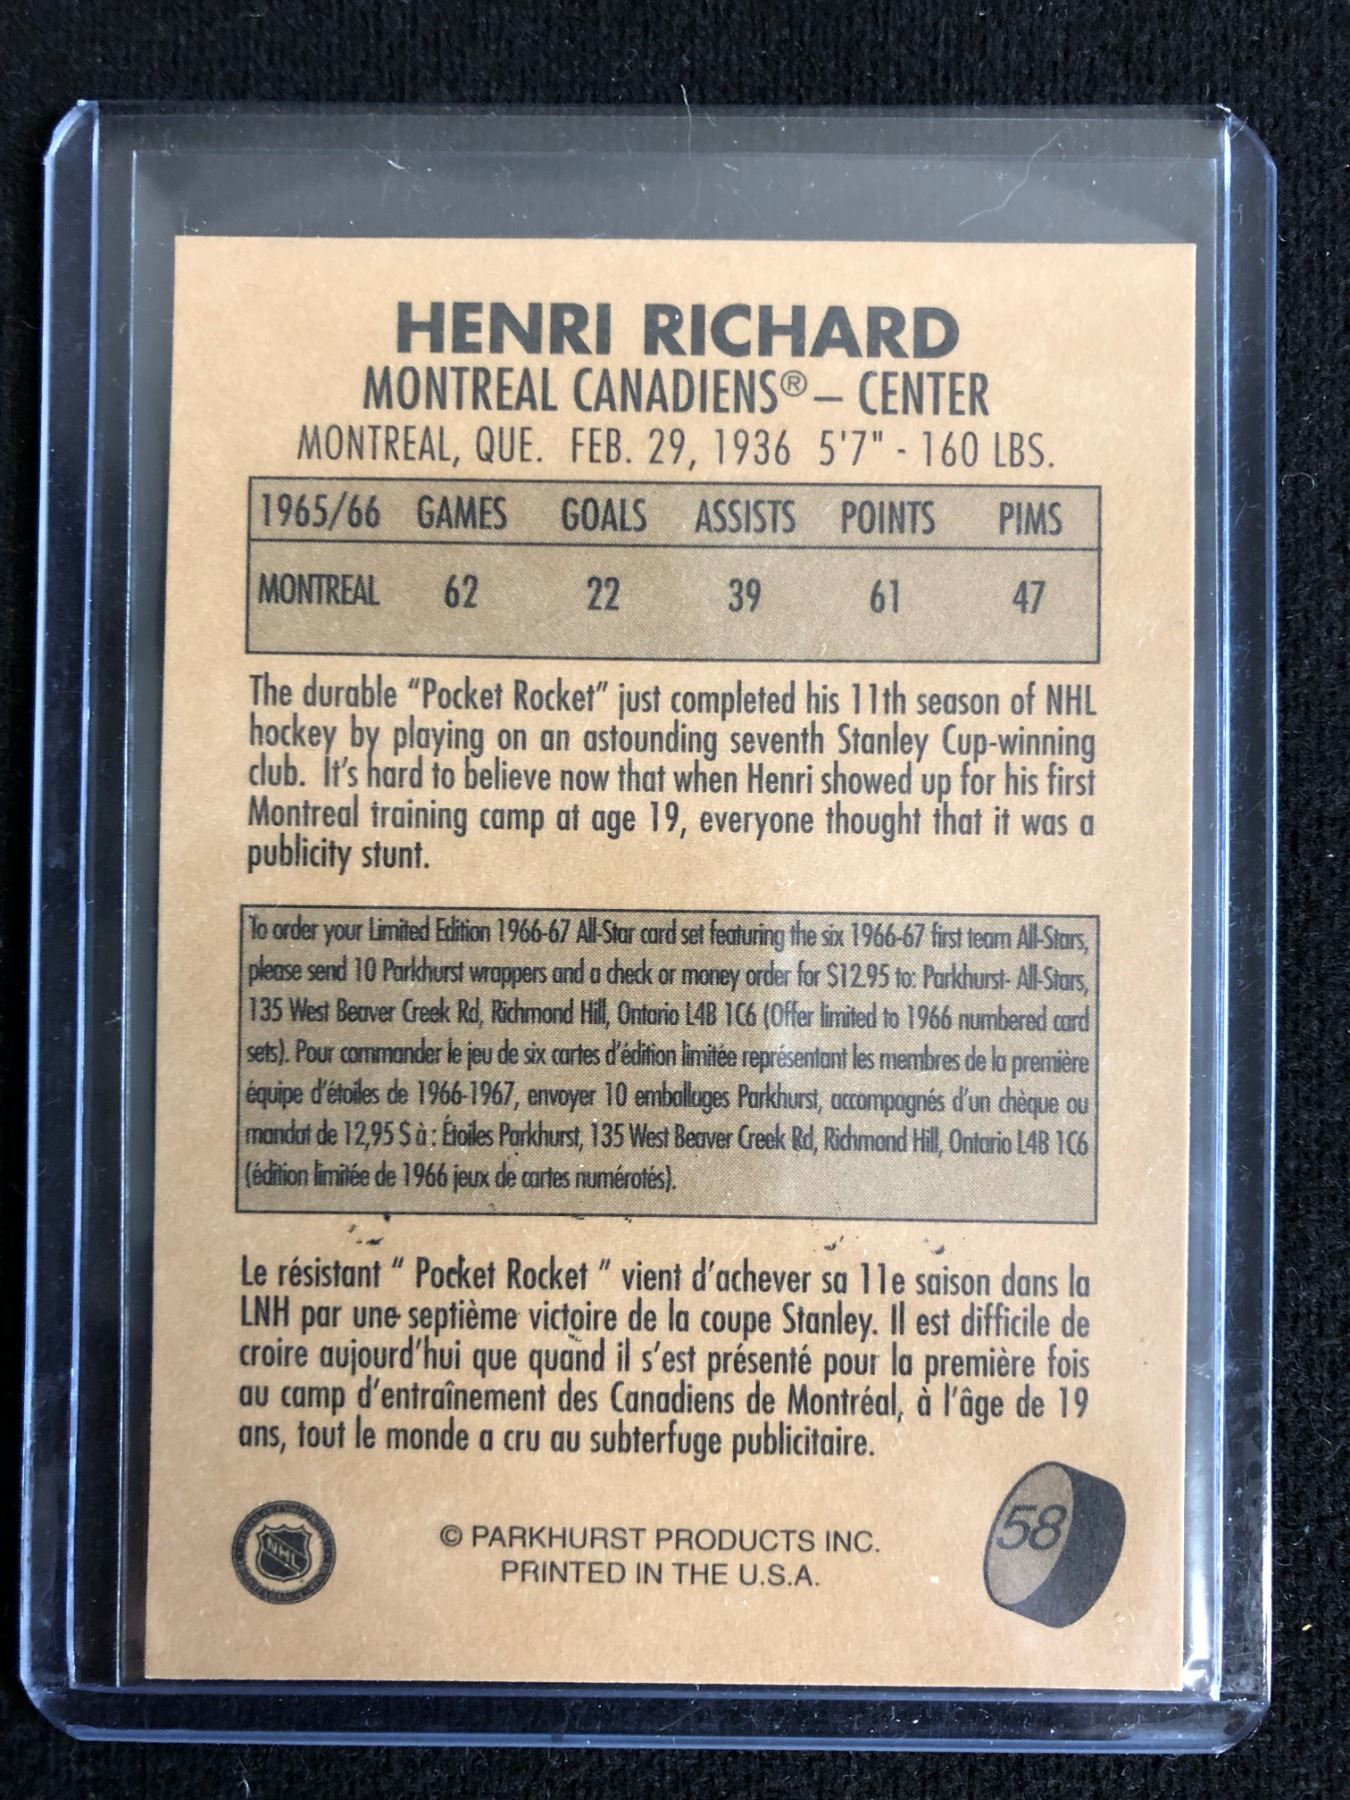 HENRI RICHARD
MONTREAL CANADIENS® – CENTER
MONTREAL, QUE. FEB. 29, 1936 5'7" - 160 LBS.
1965/66 GAMES GOALS ASSISTS POINTS PIMS
MONTREAL 62 22 39 61 47
The durable “Pocket Rocket” just completed his 11th season of NHL
hockey by playing on an astounding seventh Stanley Cup-winning
club. It's hard to believe now that when Henri showed up for his first
Montreal training camp at age 19, everyone thought that it was a
publicity stunt.
To order your Limited Edition 1966-67 All-Star card set featuring the six 1966-67 first team All-Stars,
please send 10 Parkhurst wrappers and a check or money order for $12.95 to: Parkhurst- All-Stars,
135 West Beaver Creek Rd, Richmond Hill, Ontario L4B 1C6 (Offer limited to 1966 numbered card
sets). Pour commander le jeu de six cartes d'édition limitée représentant les membres de la première
équipe d'étoiles de 1966-1967, envoyer 10 emballages Parkhurst, accompagnés d'un chèque ou
mandat de 12,95 $ à : Étoiles Parkhurst, 135 West Beaver Creek Rd, Richmond Hill, Ontario L4B 1C6
(édition limitée de 1966 jeux de cartes numérotés).
Le résistant “ Pocket Rocket ” vient d'achever sa 11e saison dans la
LNH par une septième victoire de la coupe Stanley. Il est difficile de
croire aujourd'hui que quand il s'est présenté pour la première fois
au camp d'entraînement des Canadiens de Montréal, à l'âge de 19
ans, tout le monde a cru au subterfuge publicitaire.
NHL
© PARKHURST PRODUCTS INC.
PRINTED IN THE U.S.A.
58